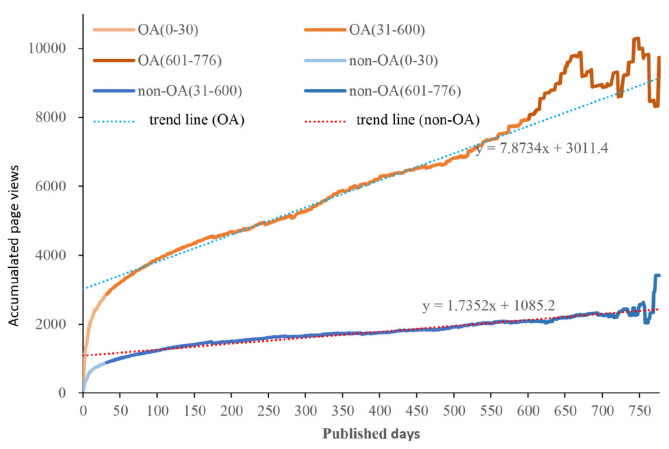 10000
8000
6000
4000
2000
0
Accumualated page views
OA(0-30)
OA(31-600)
OA(601-776)
non-OA(0-30)
non-OA(31-600)
non-OA(601-776)
trend line (OA)
trend line (non-OA)
y = 7.8734x + 3011.4
y = 1.7352x + 1085.2
0 50 100 150 200 250 300 350 400 450 500 550 600 650 700 750
Published days